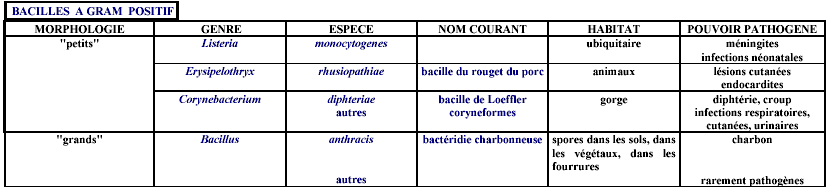 BACILLES A GRAM POSITIF
MORPHOLOGIE GENRE ESPECE NOM COURANT HABITAT POUVOIR PATHOGENE
"petits" Listeria monocytogenes ubiquitaire méningites
infections néonatales
Erysipelothryx rhusiopathiae bacille du rouget du porc animaux lésions cutanées
endocardites
Corynebacterium diphteriae bacille de Loeffler gorge diphtérie, croup
autres coryneformes infections respiratoires,
cutanées, urinaires
"grands" Bacillus anthracis bactéridie charbonneuse spores dans les sols, dans charbon
les végétaux, dans les
fourrures
autres rarement pathogènes